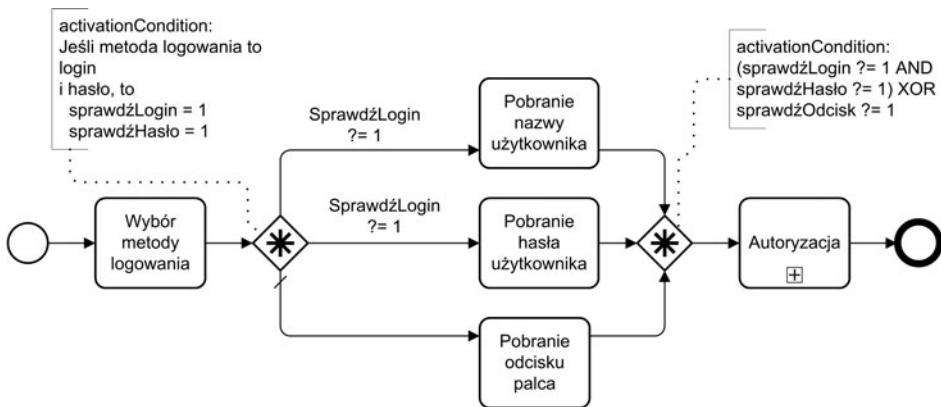 activationCondition:
Jeśli metoda logowania to
login
i hasło, to
sprawdźLogin = 1
sprawdźHasło = 1
activationCondition:
(sprawdźLogin ?= 1 AND
sprawdźHasło ?= 1) XOR
sprawdźOdcisk ?= 1
SprawdźLogin
?= 1
Pobranie
nazwy
użytkownika
Wybór
metody
logowania
SprawdźLogin
?= 1
Pobranie
hasła
użytkownika
Autoryzacja
Pobranie
odcisku
palca